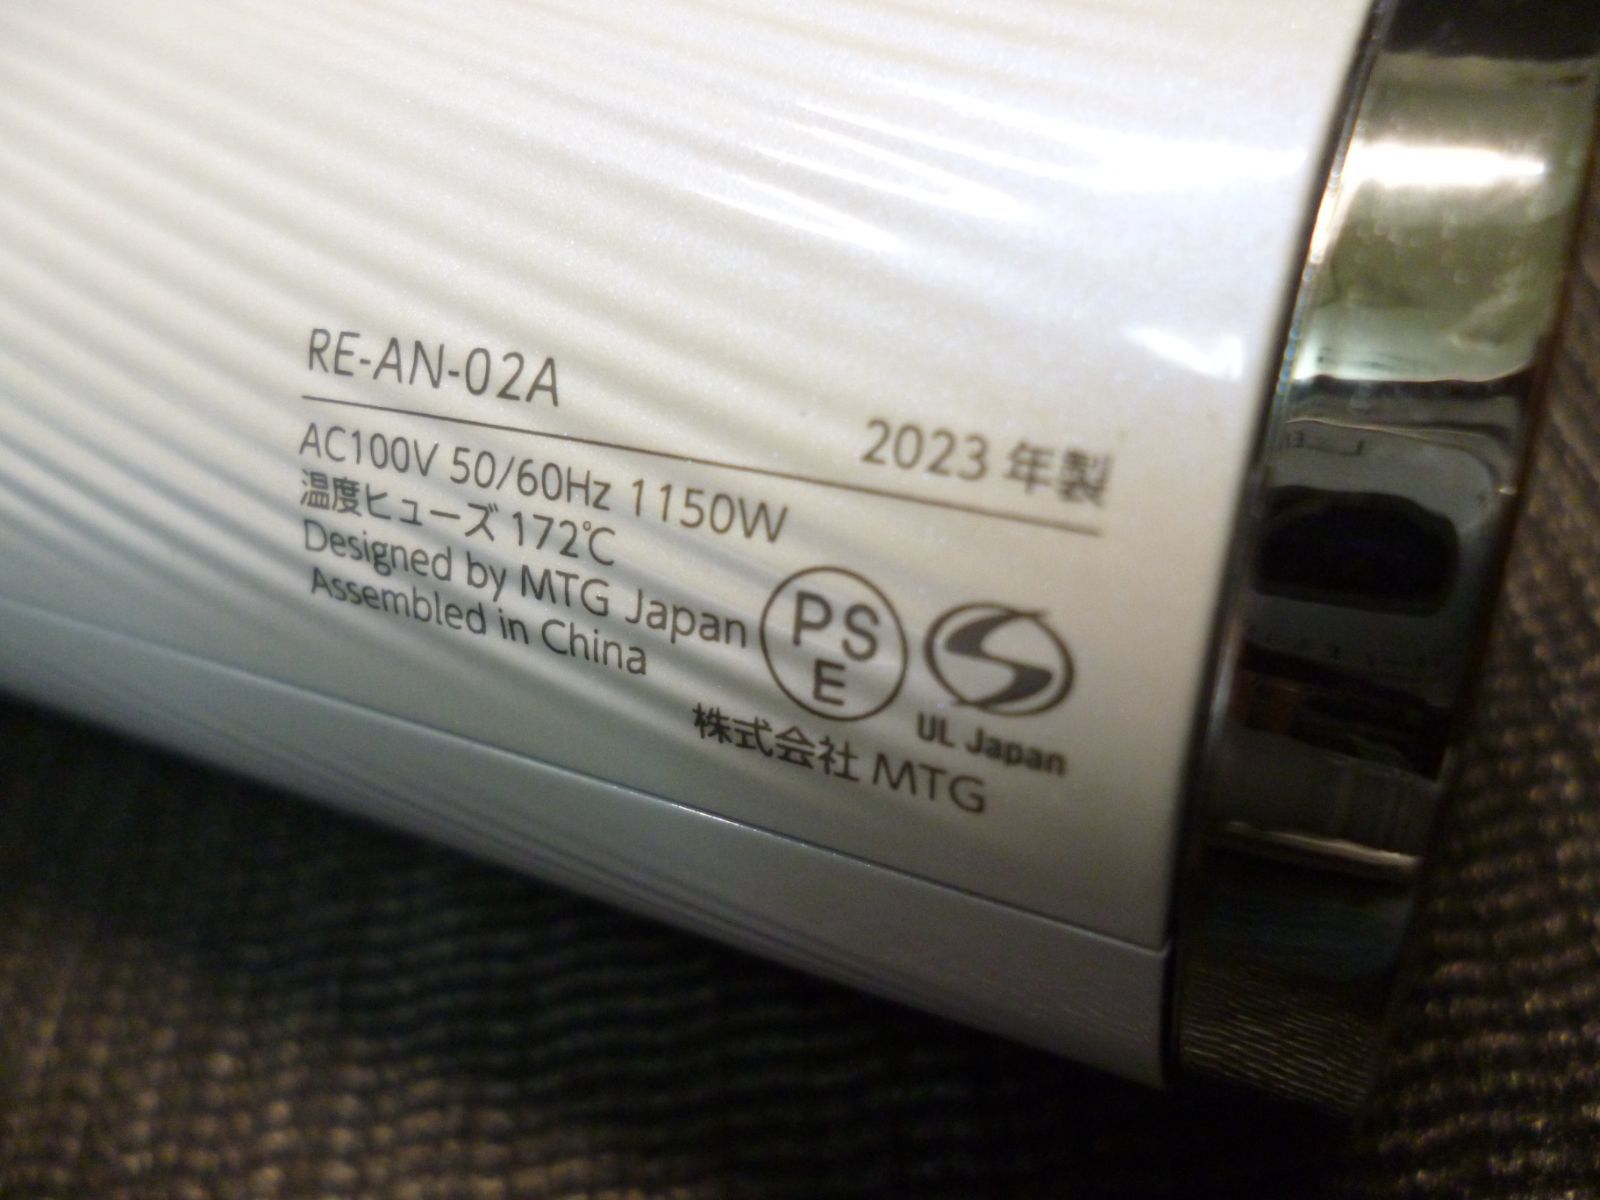 RE-AN-02A
2023 年製
AC100V 50/60Hz 1150W
温度ヒューズ 172℃
Designed by MTG Japan
Assembled in China
PS
E
UL Japan
株式会社 MTG